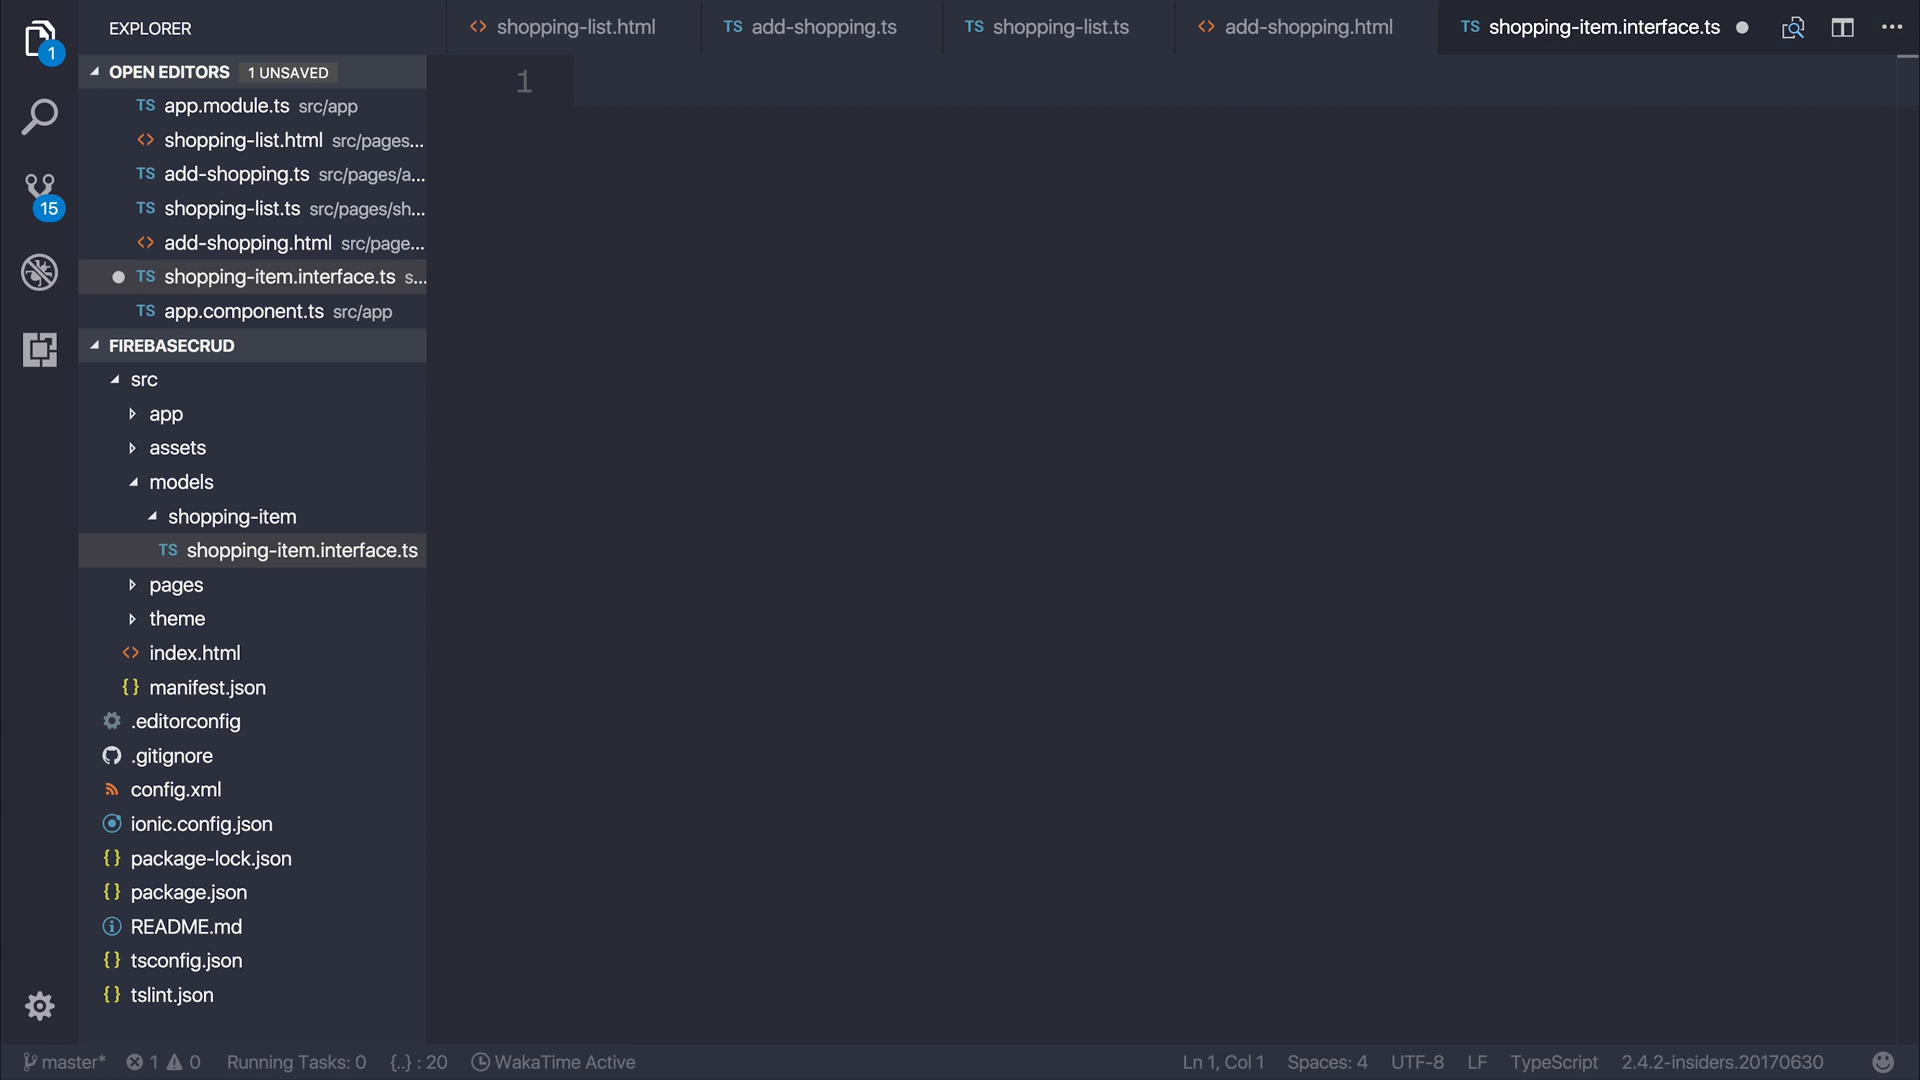 EXPLORER
shopping-list.html
TS add-shopping.ts
TS shopping-list.ts
add-shopping.html
TS shopping-item.interface.ts
1
OPEN EDITORS 1 UNSAVED
TS app.module.ts src/app
shopping-list.html src/pages...
TS add-shopping.ts src/pages/a...
TS shopping-list.ts src/pages/sh...
add-shopping.html src/page...
TS shopping-item.interface.ts s...
TS app.component.ts src/app
FIREBASECRUD
src
app
assets
models
shopping-item
TS shopping-item.interface.ts
pages
theme
index.html
{} manifest.json
.editorconfig
.gitignore
config.xml
ionic.config.json
{} package-lock.json
{} package.json
README.md
{} tsconfig.json
{} tslint.json
1
15
master* 1 0 Running Tasks: 0 {..} : 20 WakaTime Active Ln 1, Col 1 Spaces: 4 UTF-8 LF TypeScript 2.4.2-insiders.20170630